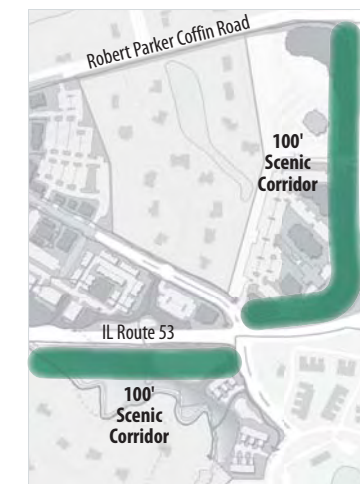 Robert Parker Coffin Road
100'
Scenic
Corridor
IL Route 53
100'
Scenic
Corridor